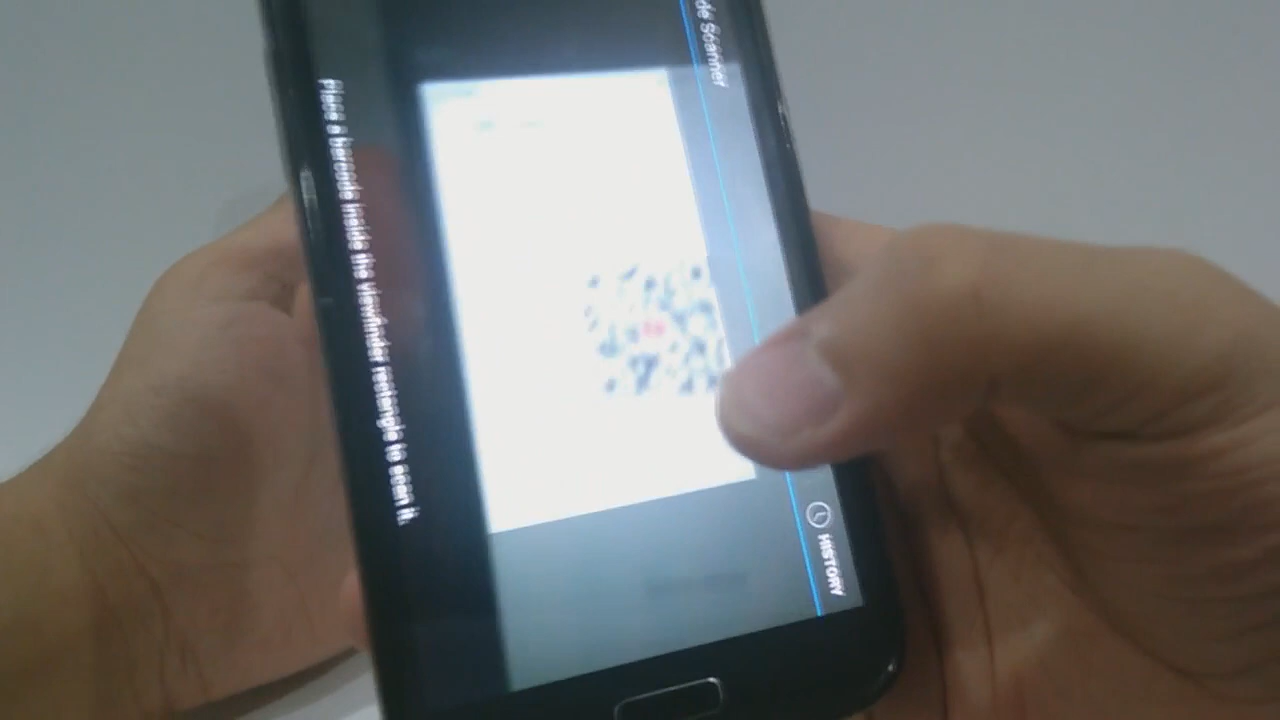 de Scanner
HISTORY
Place a barcode inside the viewfinder rectangle to scan it.